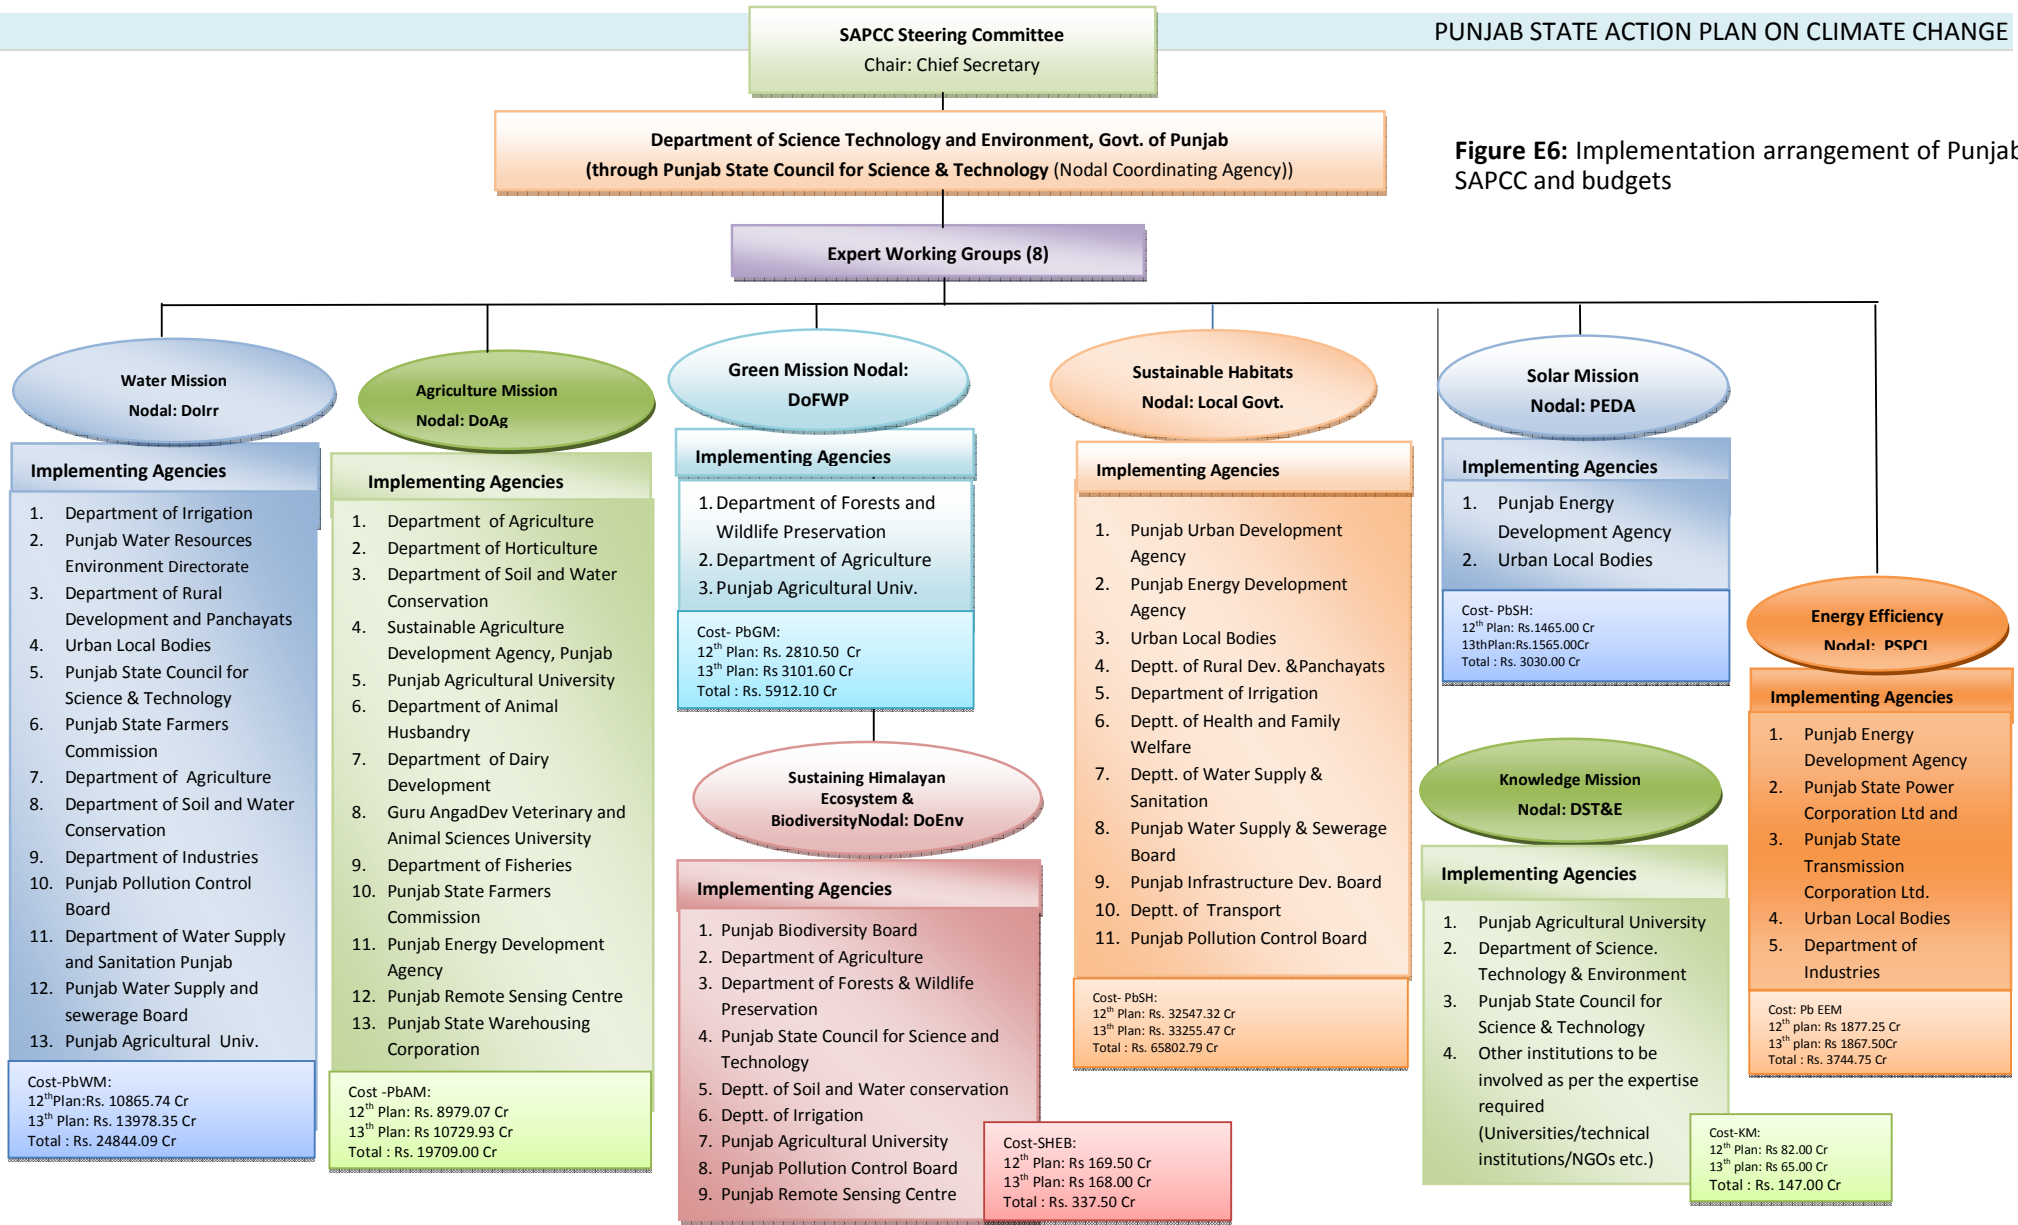 PUNJAB STATE ACTION PLAN ON CLIMATE CHANGE
SAPCC Steering Committee
Chair: Chief Secretary
Department of Science Technology and Environment, Govt. of Punjab
(through Punjab State Council for Science & Technology (Nodal Coordinating Agency))
Figure E6: Implementation arrangement of Punjab
SAPCC and budgets
Expert Working Groups (8)
Water Mission
Nodal: DoIrr
Implementing Agencies
1. Department of Irrigation
2. Punjab Water Resources
Environment Directorate
3. Department of Rural
Development and Panchayats
4. Urban Local Bodies
5. Punjab State Council for
Science & Technology
6. Punjab State Farmers
Commission
7. Department of Agriculture
8. Department of Soil and Water
Conservation
9. Department of Industries
10. Punjab Pollution Control
Board
11. Department of Water Supply
and Sanitation Punjab
12. Punjab Water Supply and
sewerage Board
13. Punjab Agricultural Univ.
Cost-PbWM:
12thPlan:Rs. 10865.74 Cr
13th Plan: Rs. 13978.35 Cr
Total : Rs. 24844.09 Cr
Agriculture Mission
Nodal: DoAg
Implementing Agencies
1. Department of Agriculture
2. Department of Horticulture
3. Department of Soil and Water
Conservation
4. Sustainable Agriculture
Development Agency, Punjab
5. Punjab Agricultural University
6. Department of Animal
Husbandry
7. Department of Dairy
Development
8. Guru AngadDev Veterinary and
Animal Sciences University
9. Department of Fisheries
10. Punjab State Farmers
Commission
11. Punjab Energy Development
Agency
12. Punjab Remote Sensing Centre
13. Punjab State Warehousing
Corporation
Cost -PbAM:
12th Plan: Rs. 8979.07 Cr
13th Plan: Rs 10729.93 Cr
Total : Rs. 19709.00 Cr
Green Mission Nodal:
DoFWP
Implementing Agencies
1. Department of Forests and
Wildlife Preservation
2. Department of Agriculture
3. Punjab Agricultural Univ.
Cost- PbGM:
12th Plan: Rs. 2810.50 Cr
13th Plan: Rs 3101.60 Cr
Total : Rs. 5912.10 Cr
Sustaining Himalayan
Ecosystem &
BiodiversityNodal: DoEnv
Implementing Agencies
1. Punjab Biodiversity Board
2. Department of Agriculture
3. Department of Forests & Wildlife
Preservation
4. Punjab State Council for Science and
Technology
5. Deptt. of Soil and Water conservation
6. Deptt. of Irrigation
7. Punjab Agricultural University
8. Punjab Pollution Control Board
9. Punjab Remote Sensing Centre
Cost-SHEB:
12th Plan: Rs 169.50 Cr
13th Plan: Rs 168.00 Cr
Total : Rs. 337.50 Cr
Sustainable Habitats
Nodal: Local Govt.
Implementing Agencies
1. Punjab Urban Development
Agency
2. Punjab Energy Development
Agency
3. Urban Local Bodies
4. Deptt. of Rural Dev. &Panchayats
5. Department of Irrigation
6. Deptt. of Health and Family
Welfare
7. Deptt. of Water Supply &
Sanitation
8. Punjab Water Supply & Sewerage
Board
9. Punjab Infrastructure Dev. Board
10. Deptt. of Transport
11. Punjab Pollution Control Board
Cost- PbSH:
12th Plan: Rs. 32547.32 Cr
13th Plan: Rs. 33255.47 Cr
Total : Rs. 65802.79 Cr
Solar Mission
Nodal: PEDA
Implementing Agencies
1. Punjab Energy
Development Agency
2. Urban Local Bodies
Cost- PbSH:
12th Plan: Rs.1465.00 Cr
13thPlan:Rs.1565.00Cr
Total : Rs. 3030.00 Cr
Knowledge Mission
Nodal: DST&E
Implementing Agencies
1. Punjab Agricultural University
2. Department of Science.
Technology & Environment
3. Punjab State Council for
Science & Technology
4. Other institutions to be
involved as per the expertise
required
(Universities/technical
institutions/NGOs etc.)
Cost-KM:
12th Plan: Rs 82.00 Cr
13th plan: Rs 65.00 Cr
Total : Rs. 147.00 Cr
Energy Efficiency
Nodal: PSPCL
Implementing Agencies
1. Punjab Energy
Development Agency
2. Punjab State Power
Corporation Ltd and
3. Punjab State
Transmission
Corporation Ltd.
4. Urban Local Bodies
5. Department of
Industries
Cost: Pb EEM
12th plan: Rs 1877.25 Cr
13th plan: Rs 1867.50Cr
Total : Rs. 3744.75 Cr